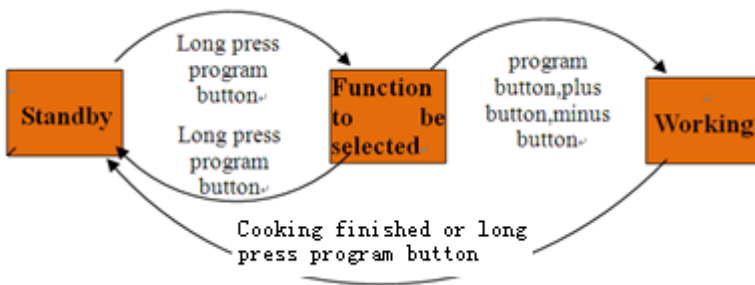 Long press
program
button
Standby
Long press
program
button
Function
to be
selected
program
button,plus
button,minus
button
Working
Cooking finished or long
press program button